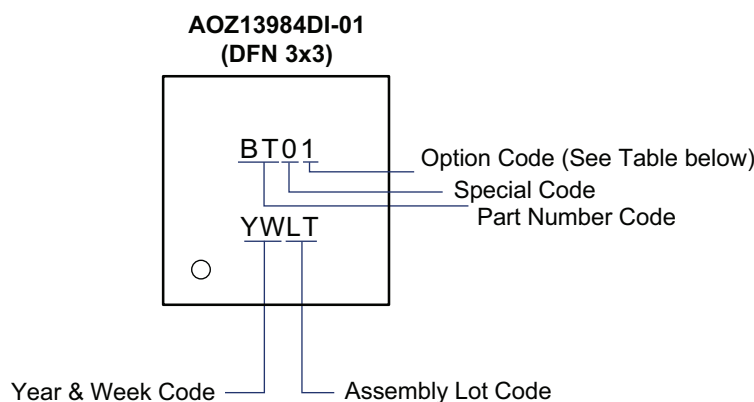 AOZ13984DI-01
(DFN 3x3)
BT01
Option Code (See Table below)
Special Code
Part Number Code
YWLT
Year & Week Code
Assembly Lot Code